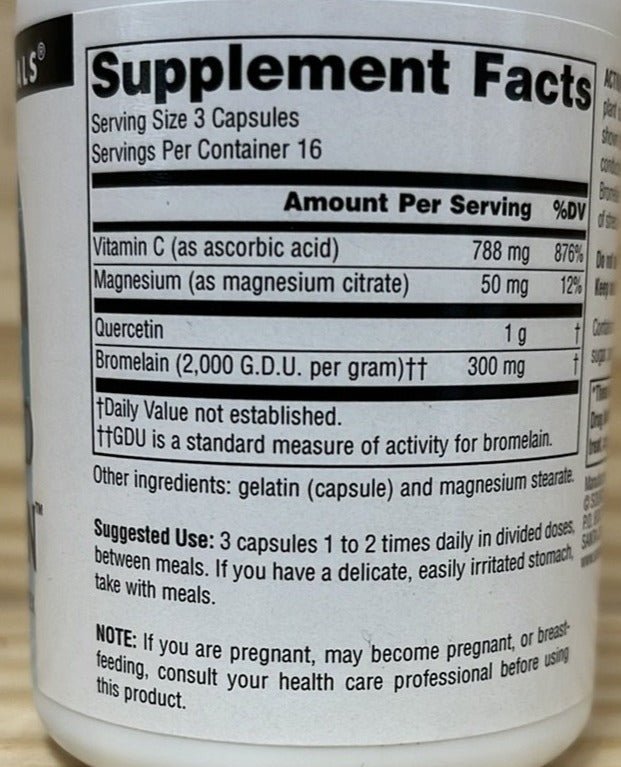 ALS®
Supplement Facts
Serving Size 3 Capsules
Servings Per Container 16
Amount Per Serving %DV
Vitamin C (as ascorbic acid) 788 mg 876%
Magnesium (as magnesium citrate) 50 mg 12%
Quercetin 1 g †
Bromelain (2,000 G.D.U. per gram)†† 300 mg †
†Daily Value not established.
††GDU is a standard measure of activity for bromelain.
Other ingredients: gelatin (capsule) and magnesium stearate.
Suggested Use: 3 capsules 1 to 2 times daily in divided doses,
between meals. If you have a delicate, easily irritated stomach,
take with meals.
NOTE: If you are pregnant, may become pregnant, or breast-
feeding, consult your health care professional before using
this product.
N™